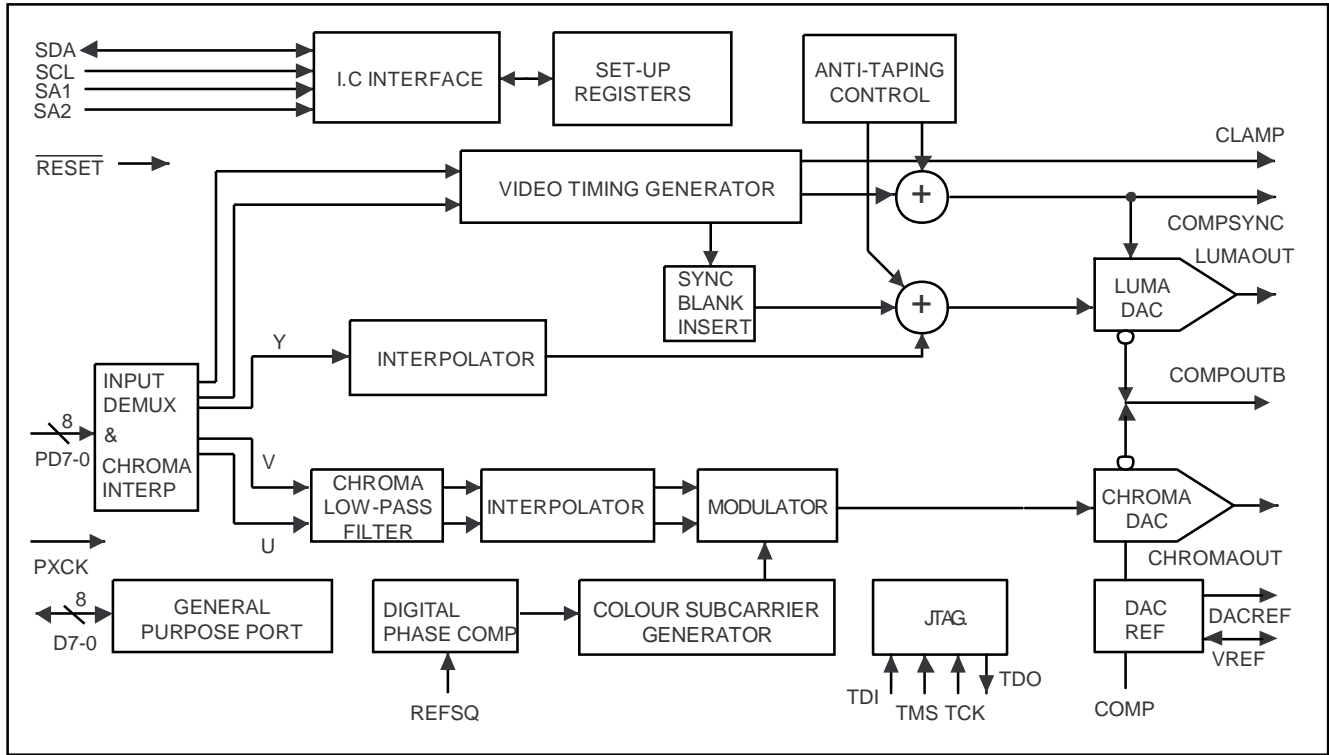 SDA
SCL
SA1
SA2
I.C INTERFACE
SET-UP
REGISTERS
ANTI-TAPING
CONTROL
CLAMP
RESET
VIDEO TIMING GENERATOR
+
COMPSYNC
LUMAOUT
SYNC
BLANK
INSERT
+
LUMA
DAC
Y
INTERPOLATOR
COMPOUTB
INPUT
DEMUX
&
CHROMA
INTERP
8
PD7-0
V
U
CHROMA
LOW-PASS
FILTER
INTERPOLATOR
MODULATOR
CHROMA
DAC
CHROMAOUT
PXCK
8
D7-0
GENERAL
PURPOSE PORT
DIGITAL
PHASE COMP
COLOUR SUBCARRIER
GENERATOR
JTAG.
DAC
REF
DACREF
VREF
REFSQ
TDI
TMS
TCK
TDO
COMP